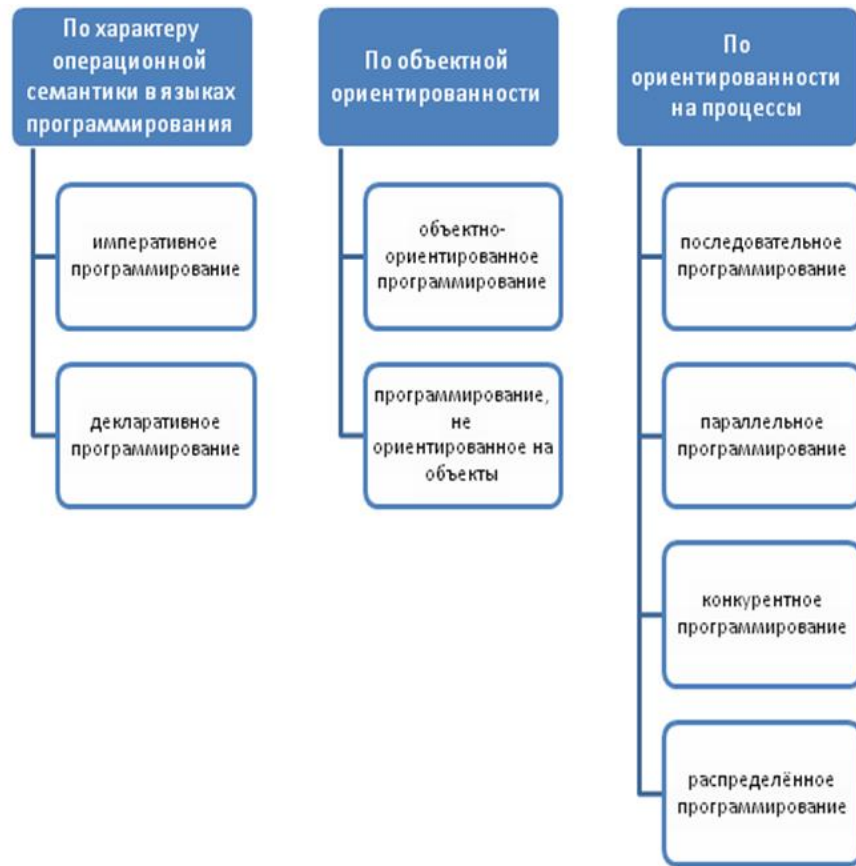 По характеру
операционной
семантики в языках
программирования
императивное
программирование
декларативное
программирование
По объектной
ориентированности
объектно-
ориентированное
программирование
программирование,
не
ориентированное на
объекты
По
ориентированности
на процессы
последовательное
программирование
параллельное
программирование
конкурентное
программирование
распределённое
программирование